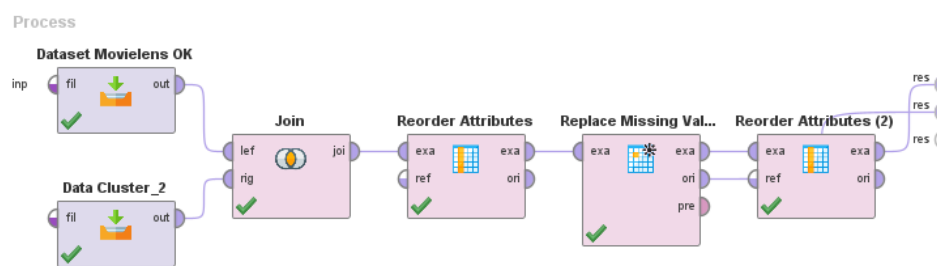 Process
Dataset Movielens OK
inp
fil
out
res
res
res
Join
Reorder Attributes
Replace Missing Val...
Reorder Attributes (2)
lef
joi
rig
exa
exa
ref
ori
exa
exa
ori
pre
exa
exa
ref
ori
Data Cluster_2
fil
out